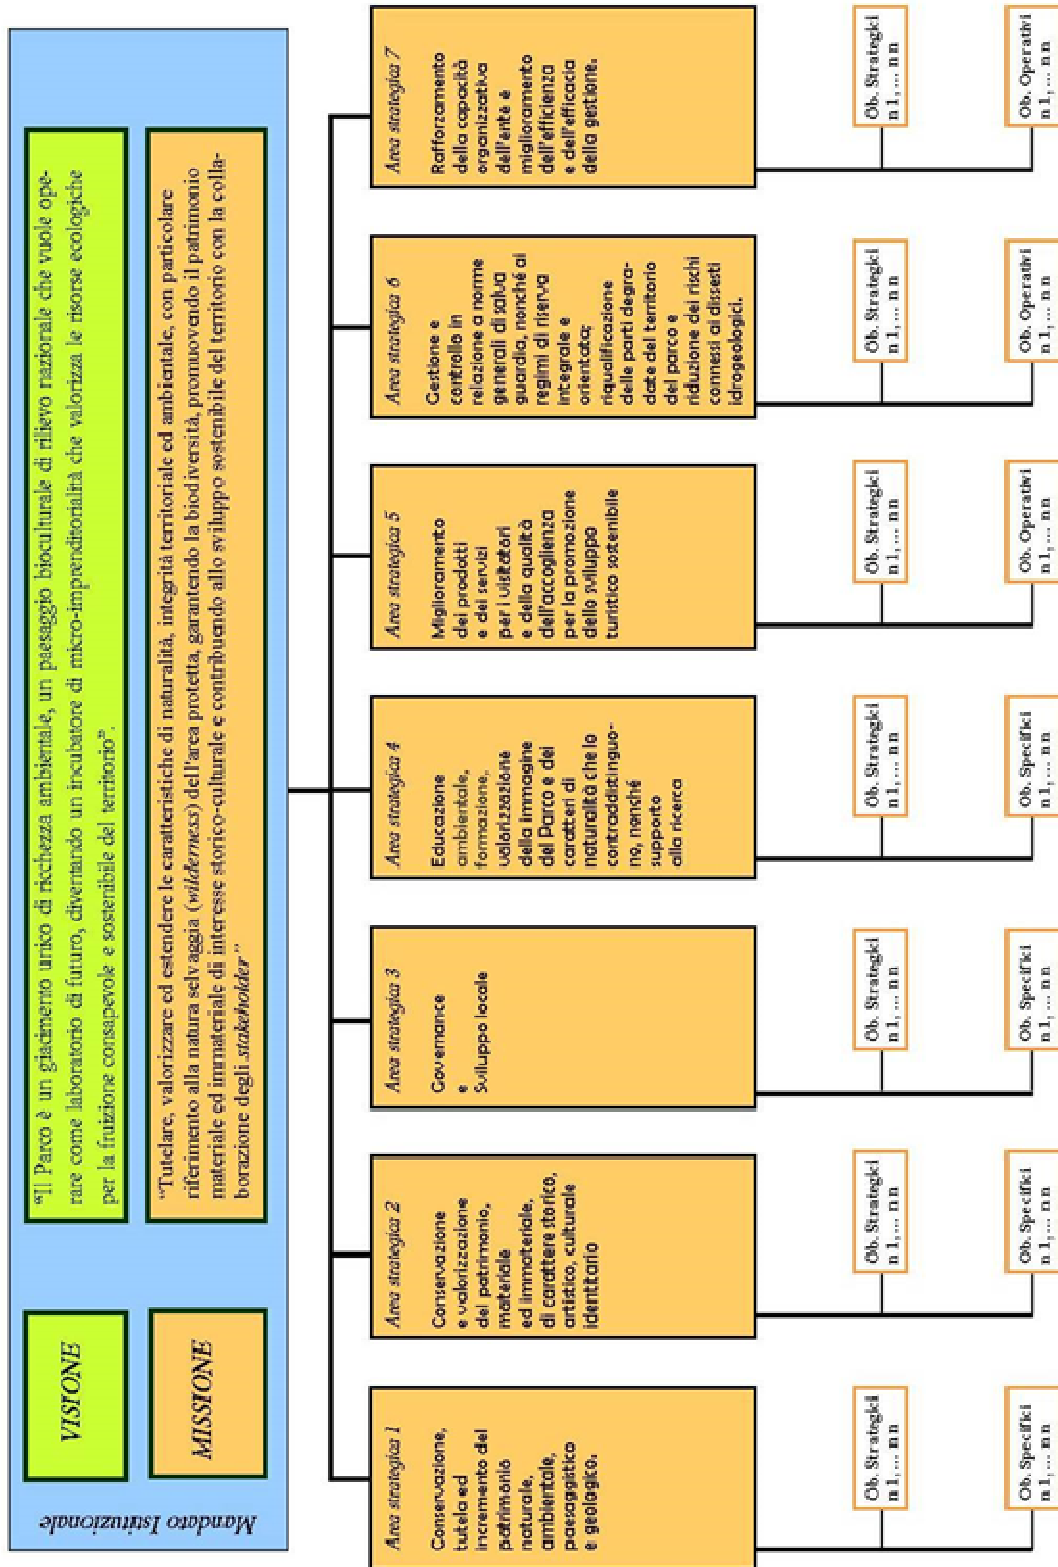 Mandato Istituzionale
VISIONE
"Il Parco è un giacimento unico di ricchezza ambientale, un paesaggio bioculturale di rilievo nazionale che vuole ope-
rare come laboratorio di futuro, diventando un incubatore di micro-imprenditorialità che valorizza le risorse ecologiche
per la fruizione consapevole e sostenibile del territorio".
MISSIONE
"Tutelare, valorizzare ed estendere le caratteristiche di naturalità, integrità territoriale ed ambientale, con particolare
riferimento alla natura selvaggia (wilderness) dell'area protetta, garantendo la biodiversità, promuovendo il patrimonio
materiale ed immateriale di interesse storico-culturale e contribuendo allo sviluppo sostenibile del territorio con la colla-
borazione degli stakeholder"
Area strategica 1
Conservazione,
tutela ed
incremento del
patrimonio
naturale,
ambientale,
paesaggistico
e geologico.
Ob. Strategici
n 1, ... n n
Ob. Specifici
n 1, ... n n
Area strategica 2
Conservazione
e valorizzazione
del patrimonio,
materiale
ed immateriale,
di carattere storico,
artistico, culturale
identitario
Ob. Strategici
n 1, ... n n
Ob. Specifici
n 1, ... n n
Area strategica 3
Governance
e
Sviluppo locale
Ob. Strategici
n 1, ... n n
Ob. Specifici
n 1, ... n n
Area strategica 4
Educazione
ambientale,
formazione,
valorizzazione
della immagine
del Parco e dei
caratteri di
naturalità che lo
contraddistinguo-
no, nonché
supporto
alla ricerca
Ob. Strategici
n 1, ... n n
Ob. Specifici
n 1, ... n n
Area strategica 5
Miglioramento
dei prodotti
e dei servizi
per i visitatori
e della qualità
dell'accoglienza
per la promozione
dello sviluppo
turistico sostenibile
Ob. Strategici
n 1, ... n n
Ob. Operativi
n 1, ... n n
Area strategica 6
Gestione e
controllo in
relazione a norme
generali di salva
guardia, nonché ai
regimi di riserva
integrale e
orientata;
riqualificazione
delle parti degra-
date del territorio
del parco e
riduzione dei rischi
connessi ai dissesti
idrogeologici.
Ob. Strategici
n 1, ... n n
Ob. Operativi
n 1, ... n n
Area strategica 7
Rafforzamento
della capacità
organizzativa
dell'ente e
miglioramento
dell'efficienza
e dell'efficacia
della gestione.
Ob. Strategici
n 1, ... n n
Ob. Operativi
n 1, ... n n